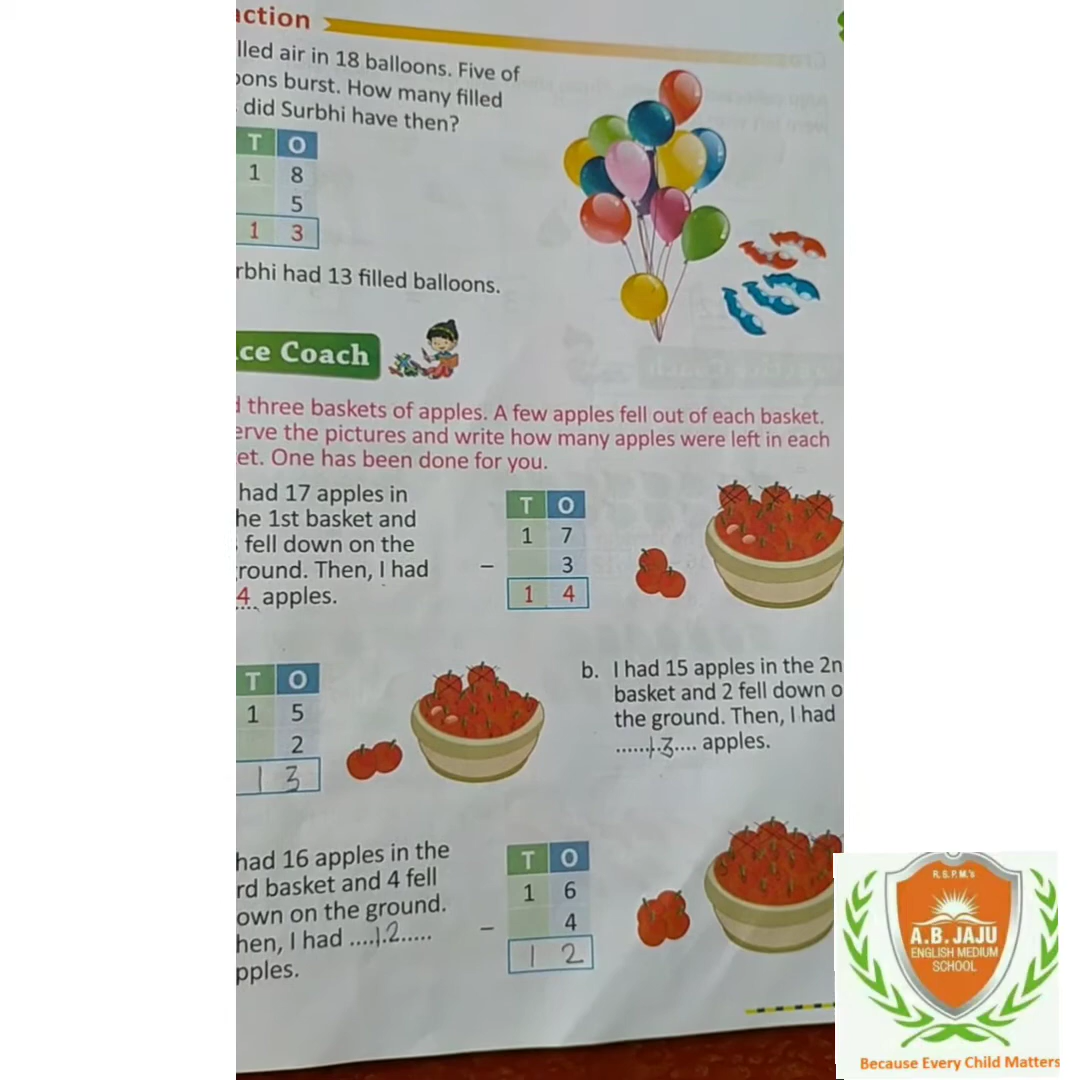 action
lled air in 18 balloons. Five of
ons burst. How many filled
did Surbhi have then?
T O
1 8
5
1 3
rbhi had 13 filled balloons.
ce Coach
three baskets of apples. A few apples fell out of each basket.
erve the pictures and write how many apples were left in each
et. One has been done for you.
had 17 apples in
he 1st basket and
fell down on the
round. Then, I had
4 apples.
T O
1 7
– 3
1 4
T O
1 5
2
1 3
b. I had 15 apples in the 2n
basket and 2 fell down o
the ground. Then, I had
......13.... apples.
had 16 apples in the
rd basket and 4 fell
own on the ground.
hen, I had ....12.....
pples.
T O
1 6
– 4
1 2
R.S.P.M.'s
A.B. JAJU
ENGLISH MEDIUM
SCHOOL
Because Every Child Matters